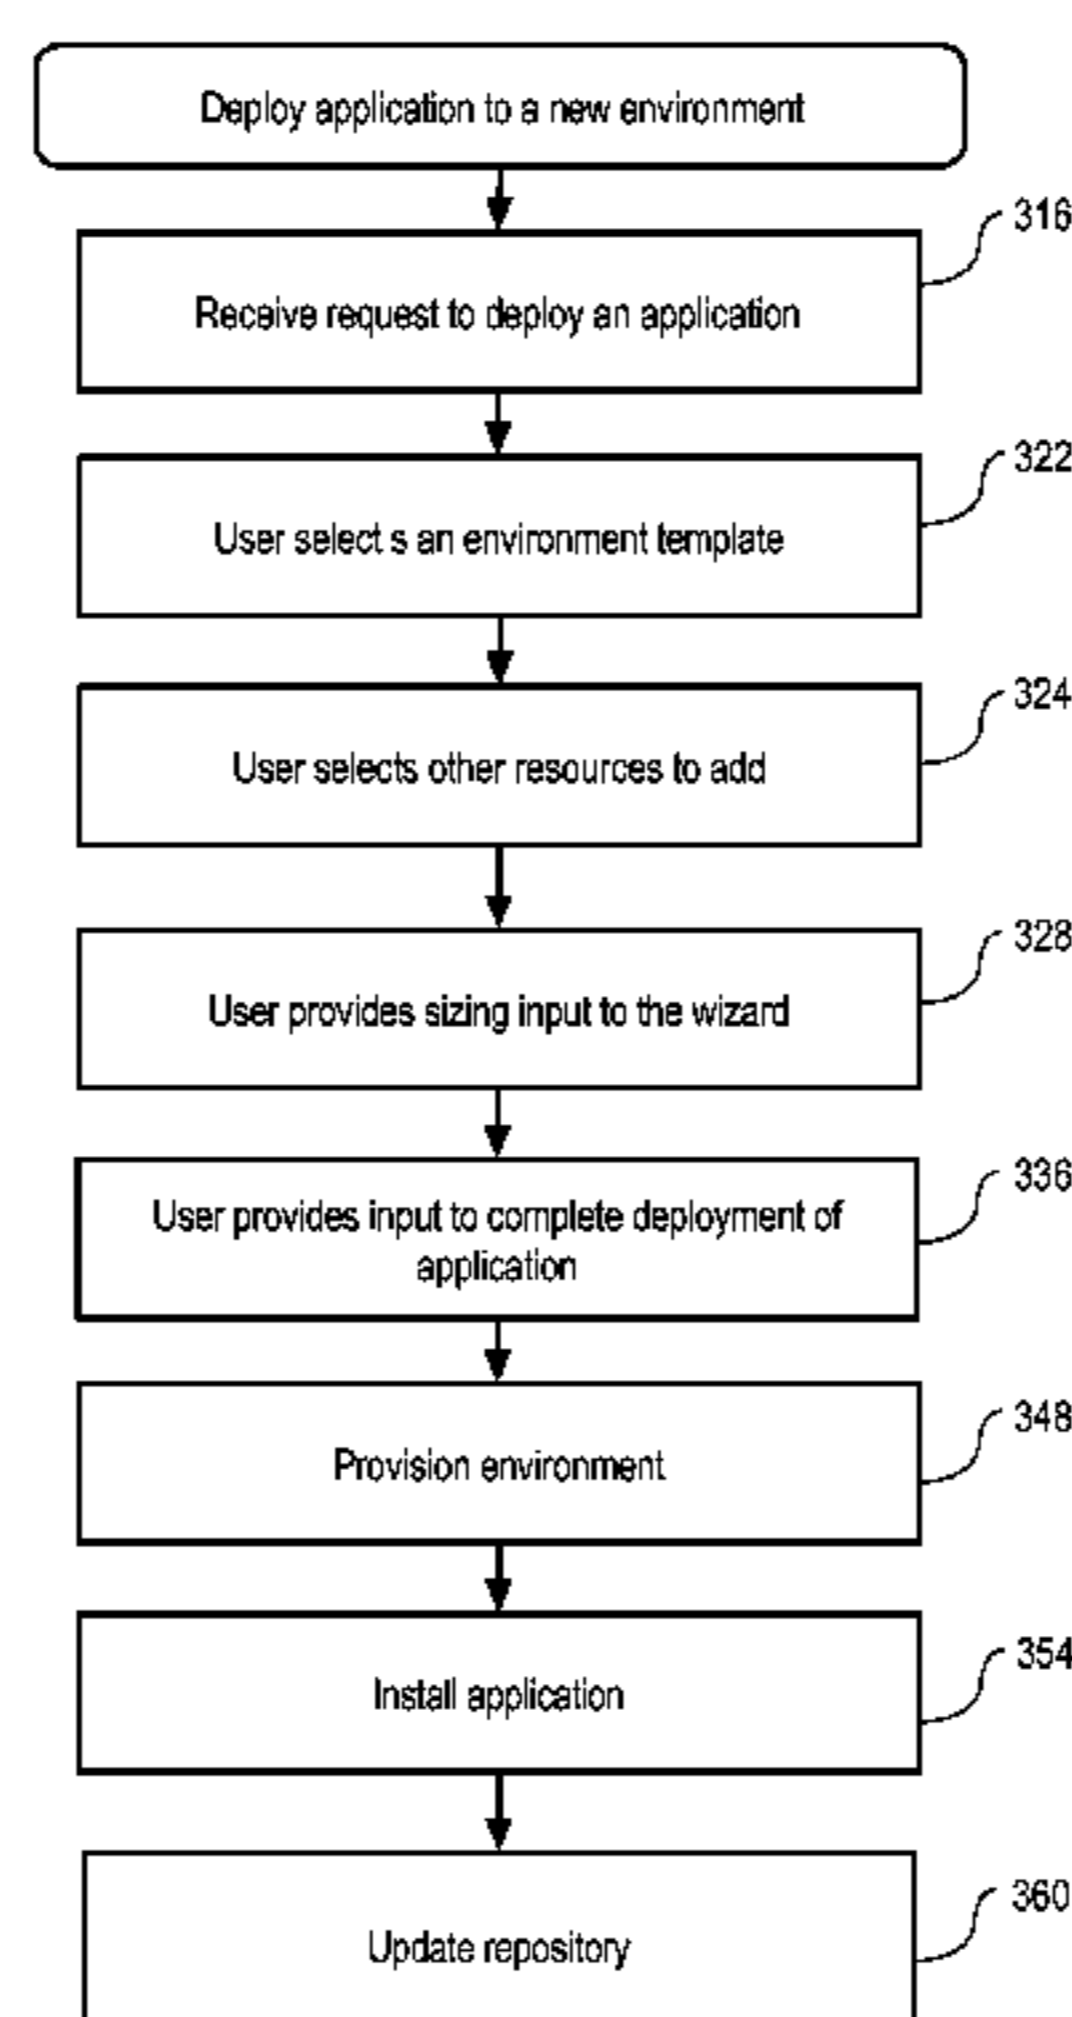 Deploy application to a new environment
316
Receive request to deploy an application
322
User select s an environment template
324
User selects other resources to add
328
User provides sizing input to the wizard
336
User provides input to complete deployment of
application
348
Provision environment
354
Install application
360
Update repository